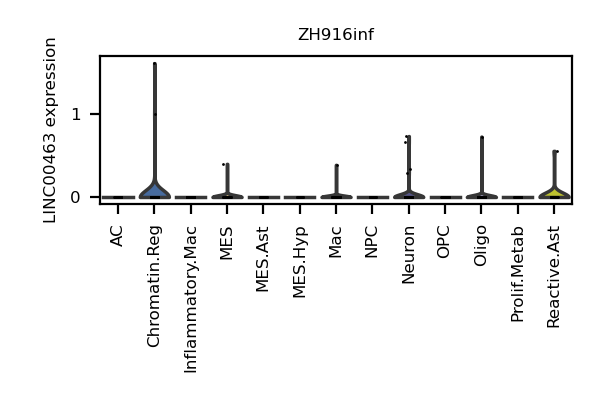 ZH916inf
LINC00463 expression
1
0
AC
Chromatin.Reg
Inflammatory.Mac
MES
MES.Ast
MES.Hyp
Mac
NPC
Neuron
OPC
Oligo
Prolif.Metab
Reactive.Ast